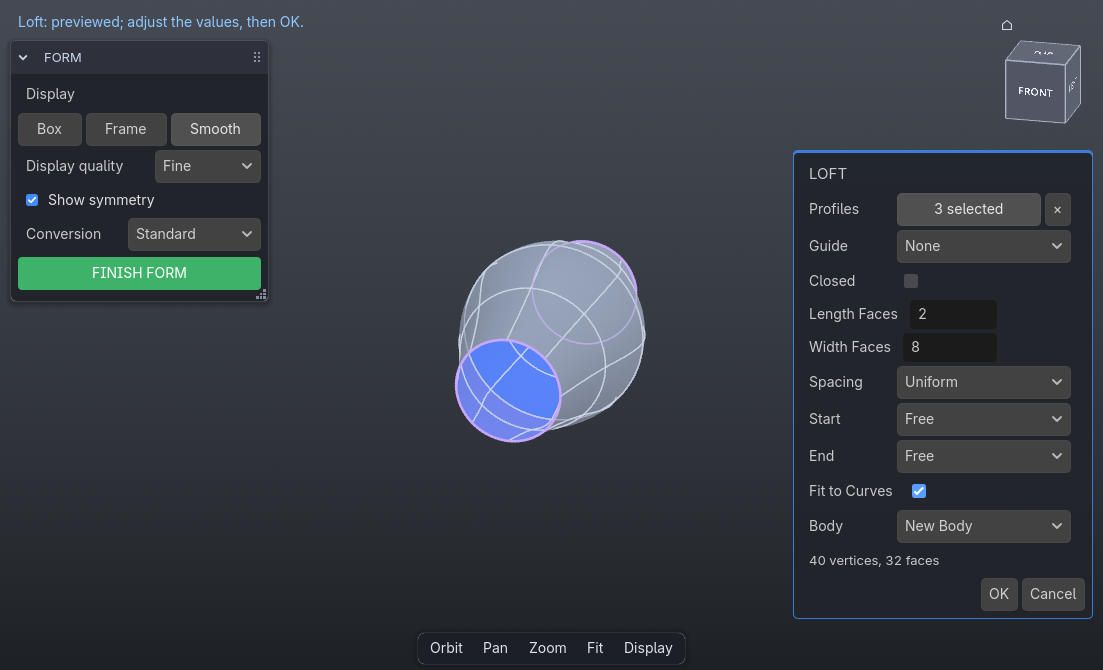 Loft: previewed; adjust the values, then OK.
FORM
Display
Box Frame Smooth
Display quality Fine
Show symmetry
Conversion Standard
FINISH FORM
FRONT
LOFT
Profiles 3 selected ×
Guide None
Closed
Length Faces 2
Width Faces 8
Spacing Uniform
Start Free
End Free
Fit to Curves
Body New Body
40 vertices, 32 faces
OK Cancel
Orbit Pan Zoom Fit Display